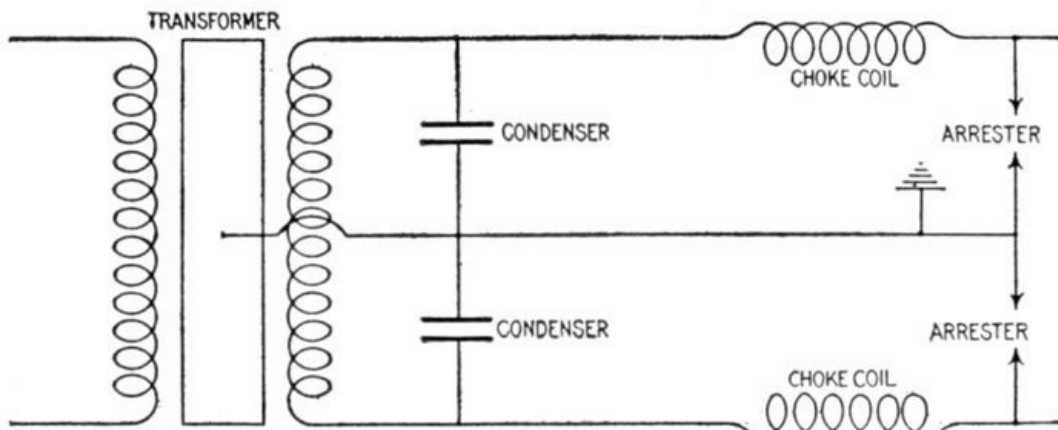 TRANSFORMER
CHOKE COIL
CONDENSER
ARRESTER
CONDENSER
ARRESTER
CHOKE COIL